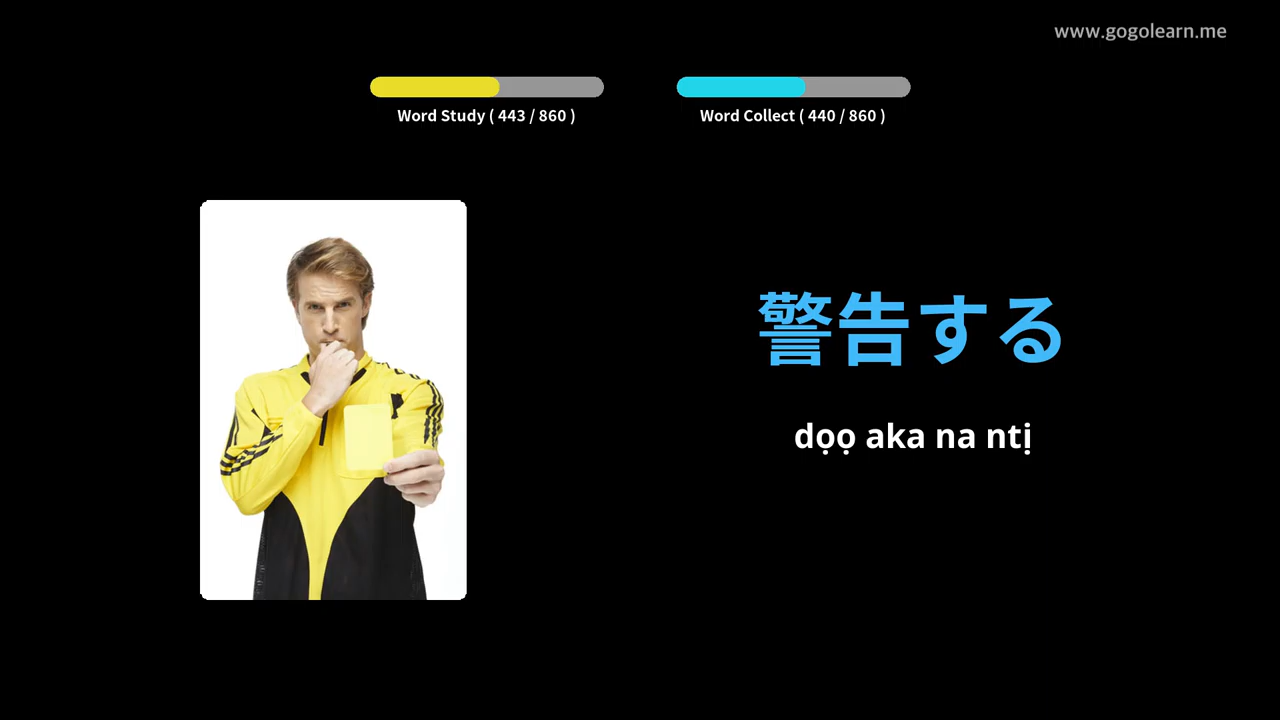 www.gogolearn.me
Word Study ( 443 / 860 )
Word Collect ( 440 / 860 )
警告する
dọọ aka na ntị